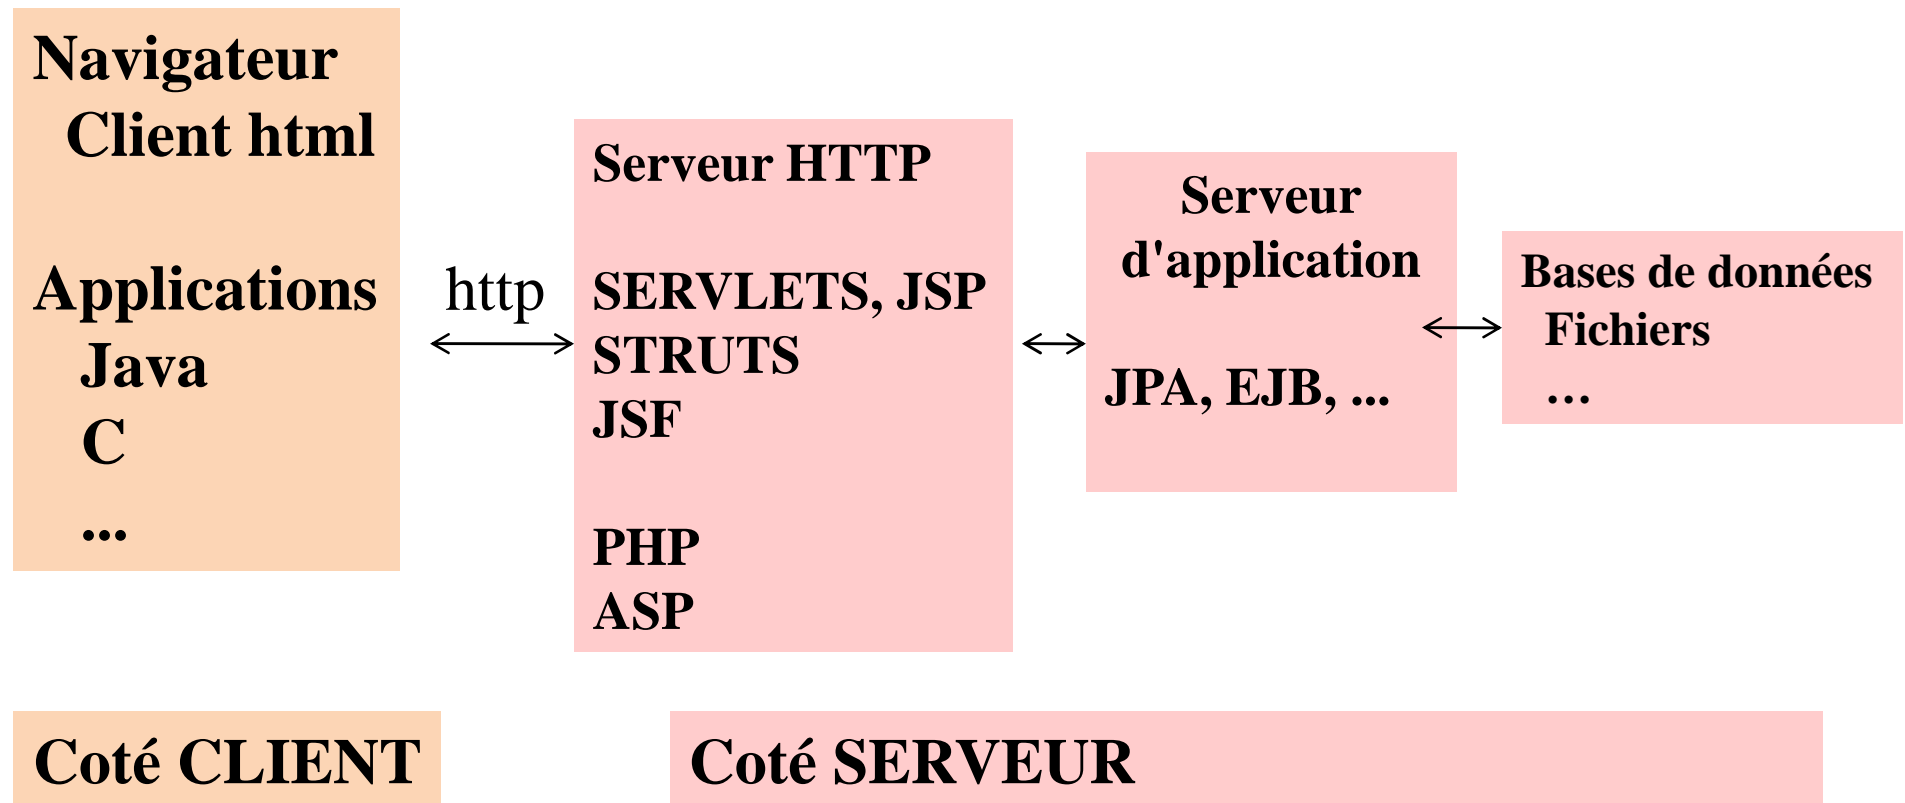 Navigateur
Client html
Applications
Java
C
...
http
Serveur HTTP
SERVLETS, JSP
STRUTS
JSF
PHP
ASP
Serveur
d'application
JPA, EJB, ...
Bases de données
Fichiers
…
Coté CLIENT
Coté SERVEUR